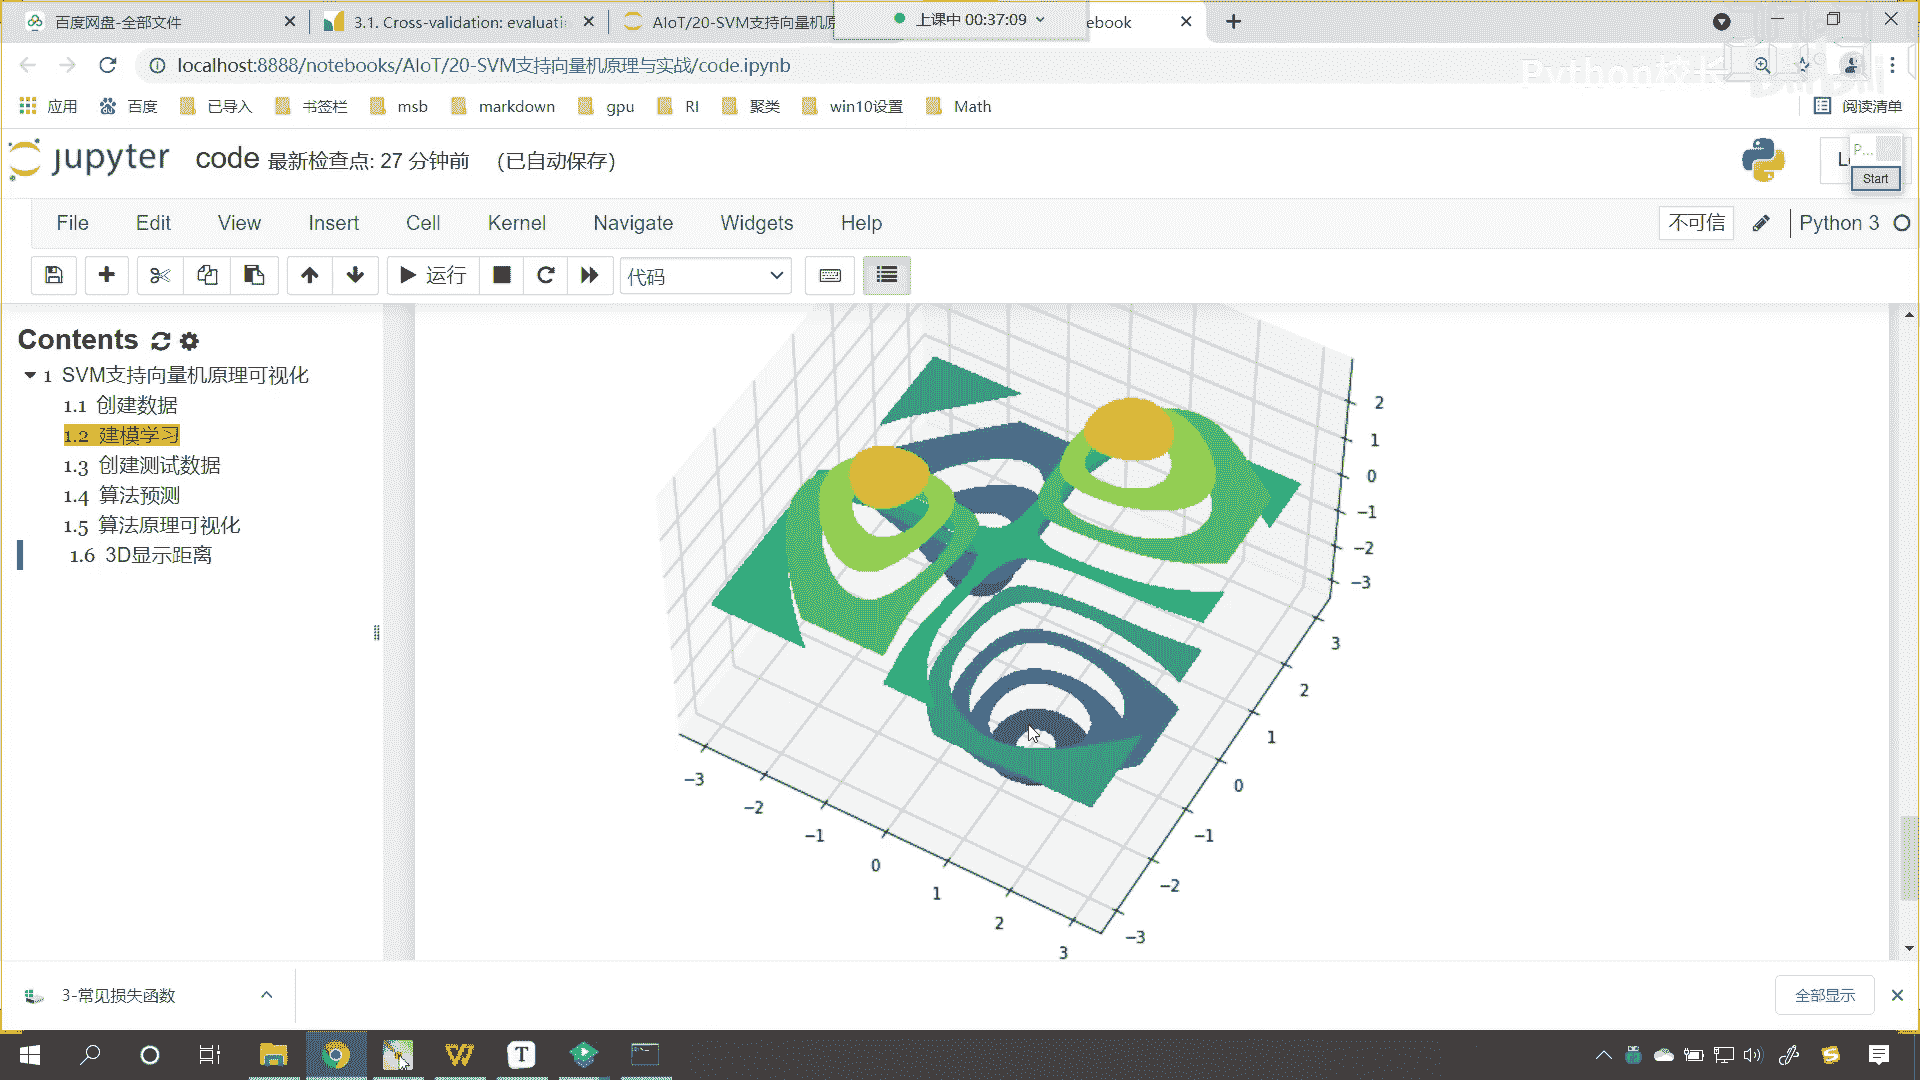 百度网盘-全部文件
3.1. Cross-validation: evaluati
AIoT/20-SVM支持向量机原
上课中 00:37:09
ebook
localhost:8888/notebooks/AIoT/20-SVM支持向量机原理与实战/code.ipynb
Python校长
应用 百度 已导入 书签栏 msb markdown gpu RI 聚类 win10设置 Math 阅读清单
jupyter code 最新检查点: 27 分钟前 (已自动保存)
P...
Start
File Edit View Insert Cell Kernel Navigate Widgets Help 不可信 Python 3
运行 代码
Contents
1 SVM支持向量机原理可视化
1.1 创建数据
1.2 建模学习
1.3 创建测试数据
1.4 算法预测
1.5 算法原理可视化
1.6 3D显示距离
2
1
0
−1
−2
−3
3
2
1
0
−1
−2
−3
−3
−2
−1
0
1
2
3
3-常见损失函数
全部显示